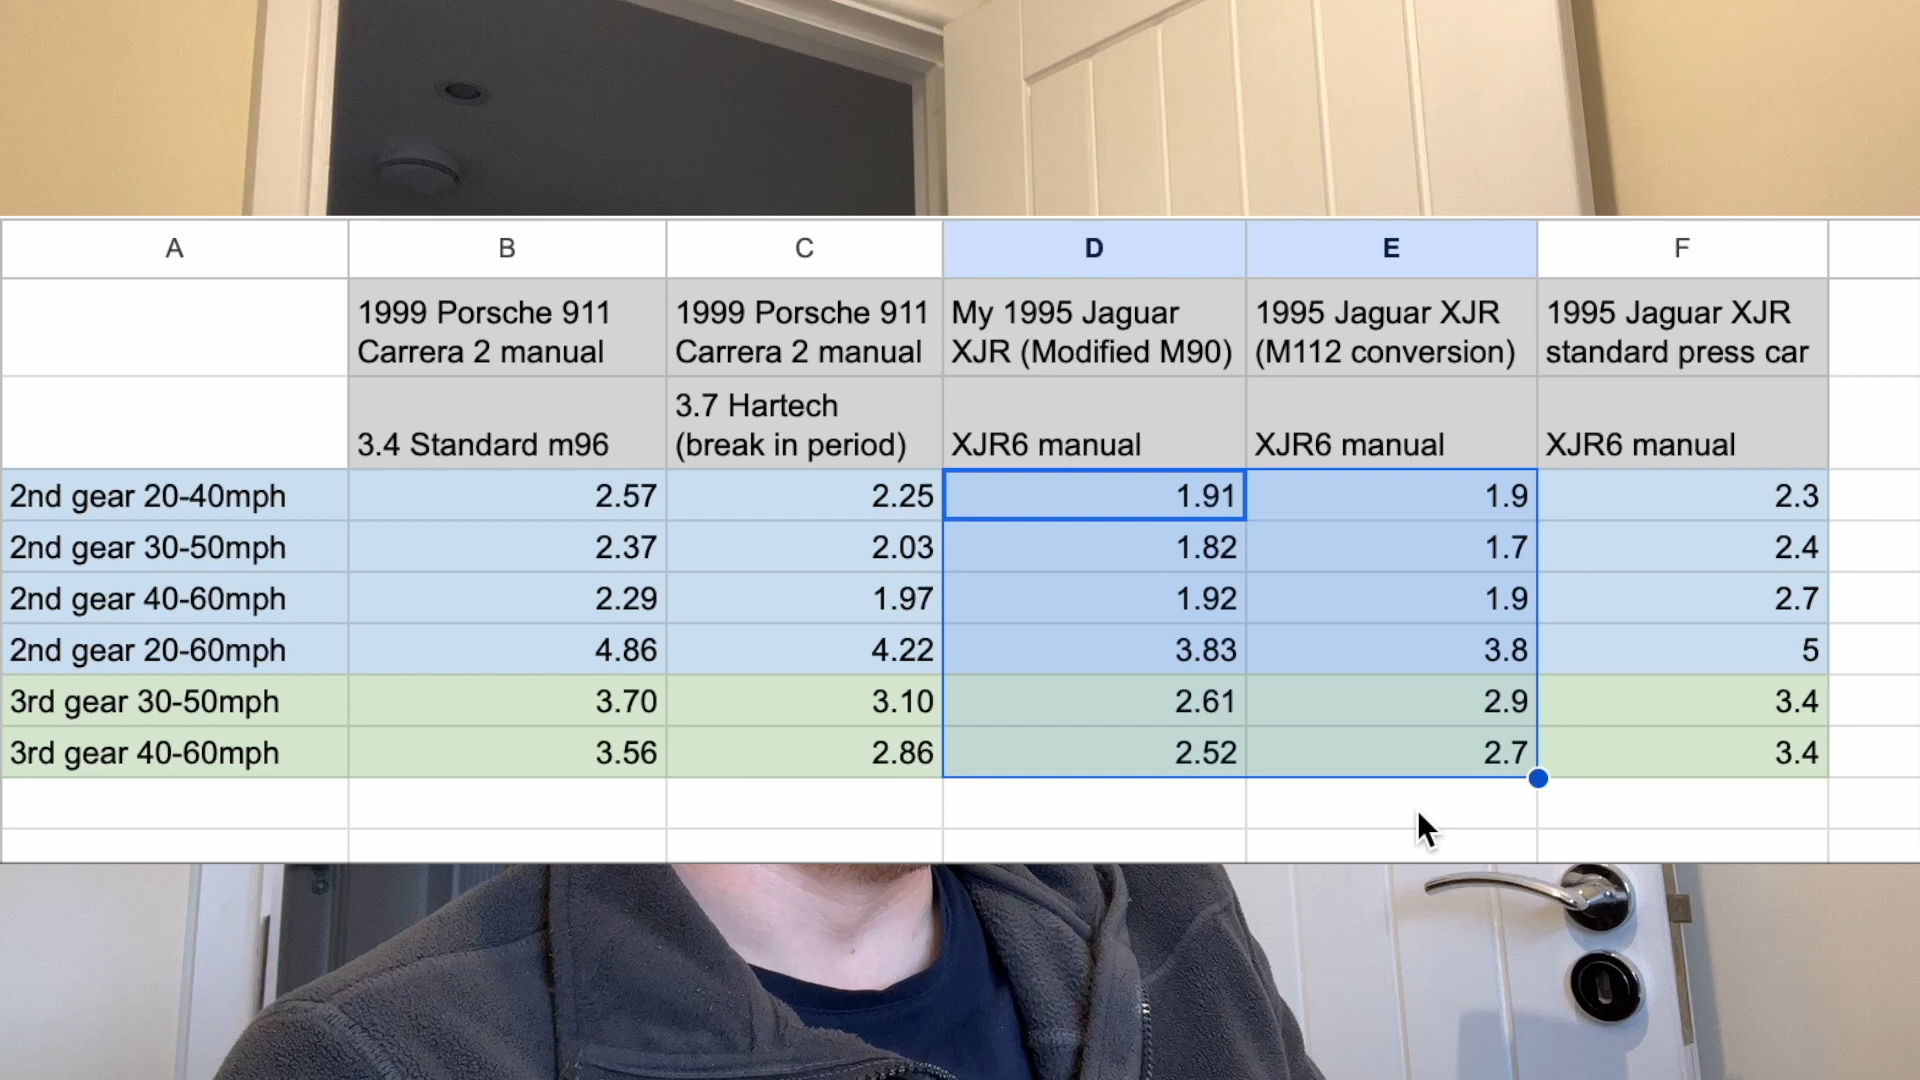 A B C D E F
1999 Porsche 911 Carrera 2 manual 1999 Porsche 911 Carrera 2 manual My 1995 Jaguar XJR (Modified M90) 1995 Jaguar XJR (M112 conversion) 1995 Jaguar XJR standard press car
3.4 Standard m96 3.7 Hartech (break in period) XJR6 manual XJR6 manual XJR6 manual
2nd gear 20-40mph 2.57 2.25 1.91 1.9 2.3
2nd gear 30-50mph 2.37 2.03 1.82 1.7 2.4
2nd gear 40-60mph 2.29 1.97 1.92 1.9 2.7
2nd gear 20-60mph 4.86 4.22 3.83 3.8 5
3rd gear 30-50mph 3.70 3.10 2.61 2.9 3.4
3rd gear 40-60mph 3.56 2.86 2.52 2.7 3.4